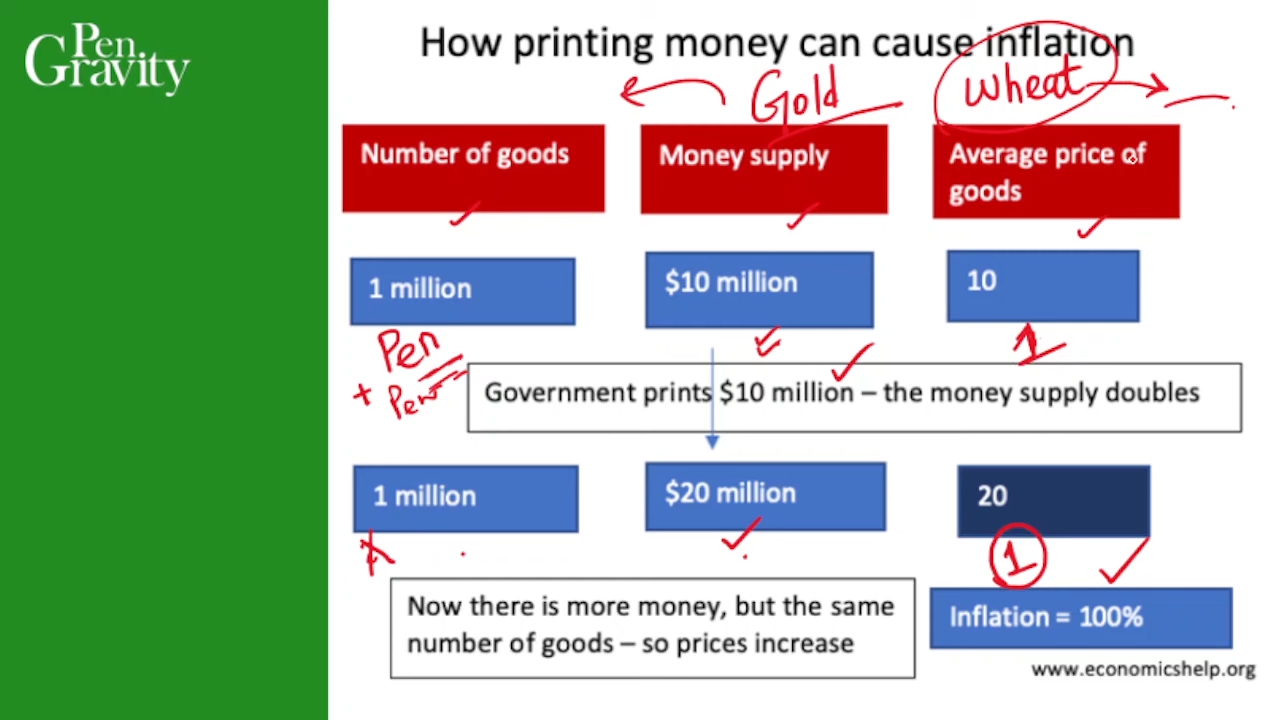 Pen
Gravity
How printing money can cause inflation
Gold
Wheat
Number of goods
Money supply
Average price of
goods
1 million
$10 million
10
Pen
1
+ Pen
Government prints $10 million – the money supply doubles
1 million
$20 million
20
1
Now there is more money, but the same
number of goods – so prices increase
Inflation = 100%
www.economicshelp.org